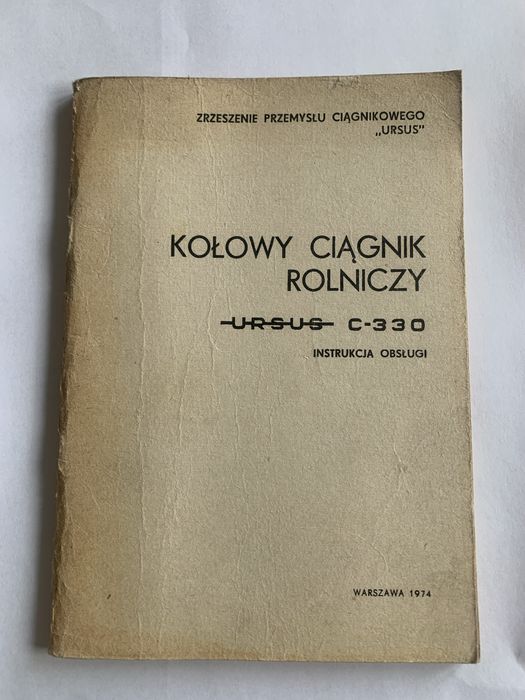 ZRZESZENIE PRZEMYSŁU CIĄGNIKOWEGO
„URSUS"
KOŁOWY CIĄGNIK
ROLNICZY
URSUS C-330
INSTRUKCJA OBSŁUGI
WARSZAWA 1974